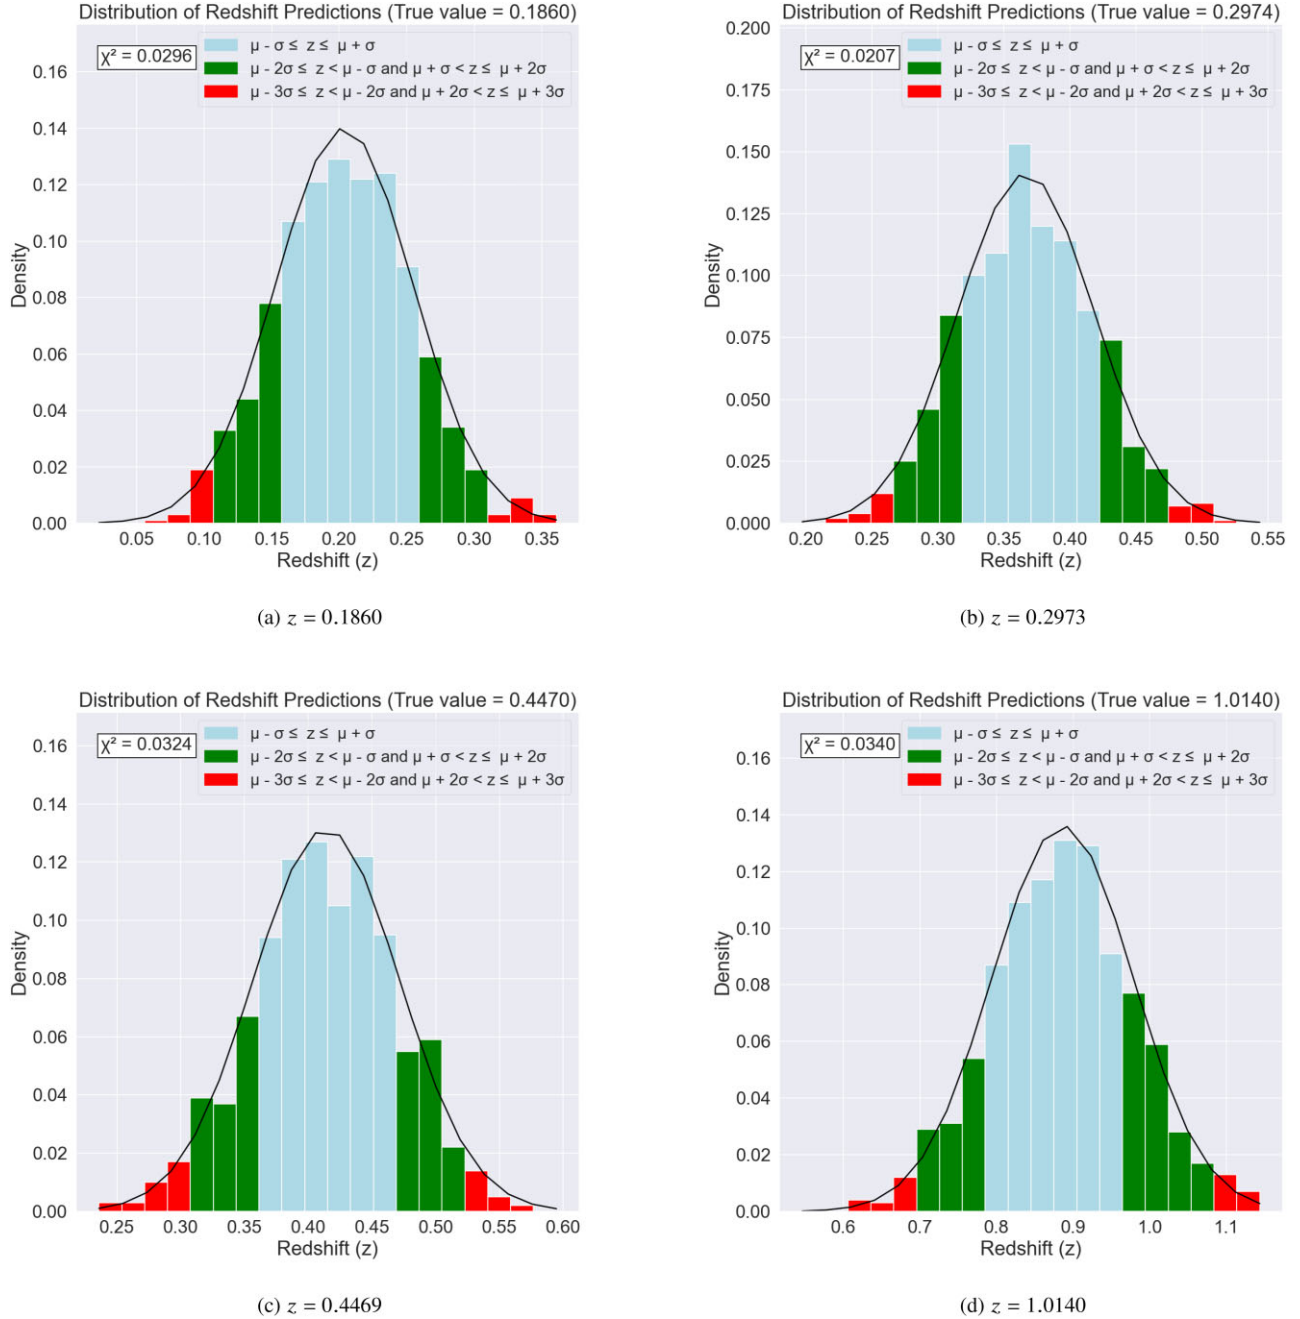 Distribution of Redshift Predictions (True value = 0.1860)
χ² = 0.0296
μ - σ ≤ z ≤ μ + σ
μ - 2σ ≤ z < μ - σ and μ + σ < z ≤ μ + 2σ
μ - 3σ ≤ z < μ - 2σ and μ + 2σ < z ≤ μ + 3σ
0.16
0.14
0.12
0.10
0.08
0.06
0.04
0.02
0.00
Density
0.05 0.10 0.15 0.20 0.25 0.30 0.35
Redshift (z)
(a) z = 0.1860
Distribution of Redshift Predictions (True value = 0.2974)
χ² = 0.0207
μ - σ ≤ z ≤ μ + σ
μ - 2σ ≤ z < μ - σ and μ + σ < z ≤ μ + 2σ
μ - 3σ ≤ z < μ - 2σ and μ + 2σ < z ≤ μ + 3σ
0.200
0.175
0.150
0.125
0.100
0.075
0.050
0.025
0.000
Density
0.20 0.25 0.30 0.35 0.40 0.45 0.50 0.55
Redshift (z)
(b) z = 0.2973
Distribution of Redshift Predictions (True value = 0.4470)
χ² = 0.0324
μ - σ ≤ z ≤ μ + σ
μ - 2σ ≤ z < μ - σ and μ + σ < z ≤ μ + 2σ
μ - 3σ ≤ z < μ - 2σ and μ + 2σ < z ≤ μ + 3σ
0.16
0.14
0.12
0.10
0.08
0.06
0.04
0.02
0.00
Density
0.25 0.30 0.35 0.40 0.45 0.50 0.55 0.60
Redshift (z)
(c) z = 0.4469
Distribution of Redshift Predictions (True value = 1.0140)
χ² = 0.0340
μ - σ ≤ z ≤ μ + σ
μ - 2σ ≤ z < μ - σ and μ + σ < z ≤ μ + 2σ
μ - 3σ ≤ z < μ - 2σ and μ + 2σ < z ≤ μ + 3σ
0.16
0.14
0.12
0.10
0.08
0.06
0.04
0.02
0.00
Density
0.6 0.7 0.8 0.9 1.0 1.1
Redshift (z)
(d) z = 1.0140